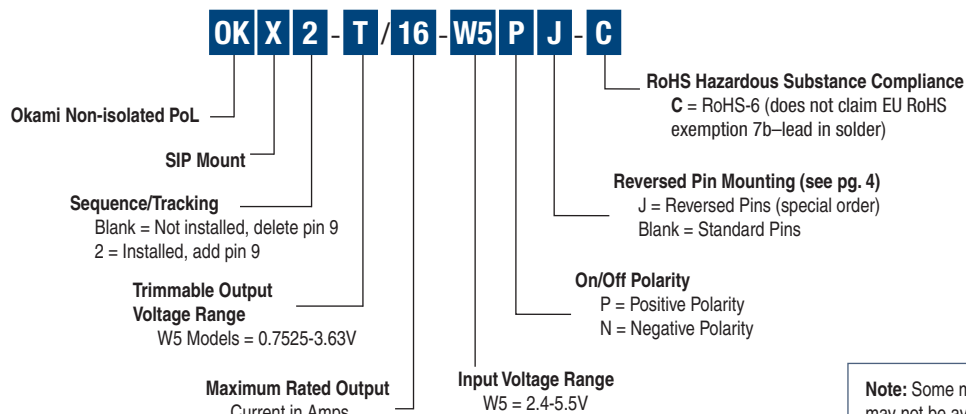 OK X 2 - T / 16 - W5 P J - C
RoHS Hazardous Substance Compliance
C = RoHS-6 (does not claim EU RoHS
exemption 7b–lead in solder)
Okami Non-isolated PoL
SIP Mount
Reversed Pin Mounting (see pg. 4)
J = Reversed Pins (special order)
Blank = Standard Pins
Sequence/Tracking
Blank = Not installed, delete pin 9
2 = Installed, add pin 9
On/Off Polarity
P = Positive Polarity
N = Negative Polarity
Trimmable Output
Voltage Range
W5 Models = 0.7525-3.63V
Input Voltage Range
W5 = 2.4-5.5V
Maximum Rated Output
Current in Amps
Note: Some m
may not be av